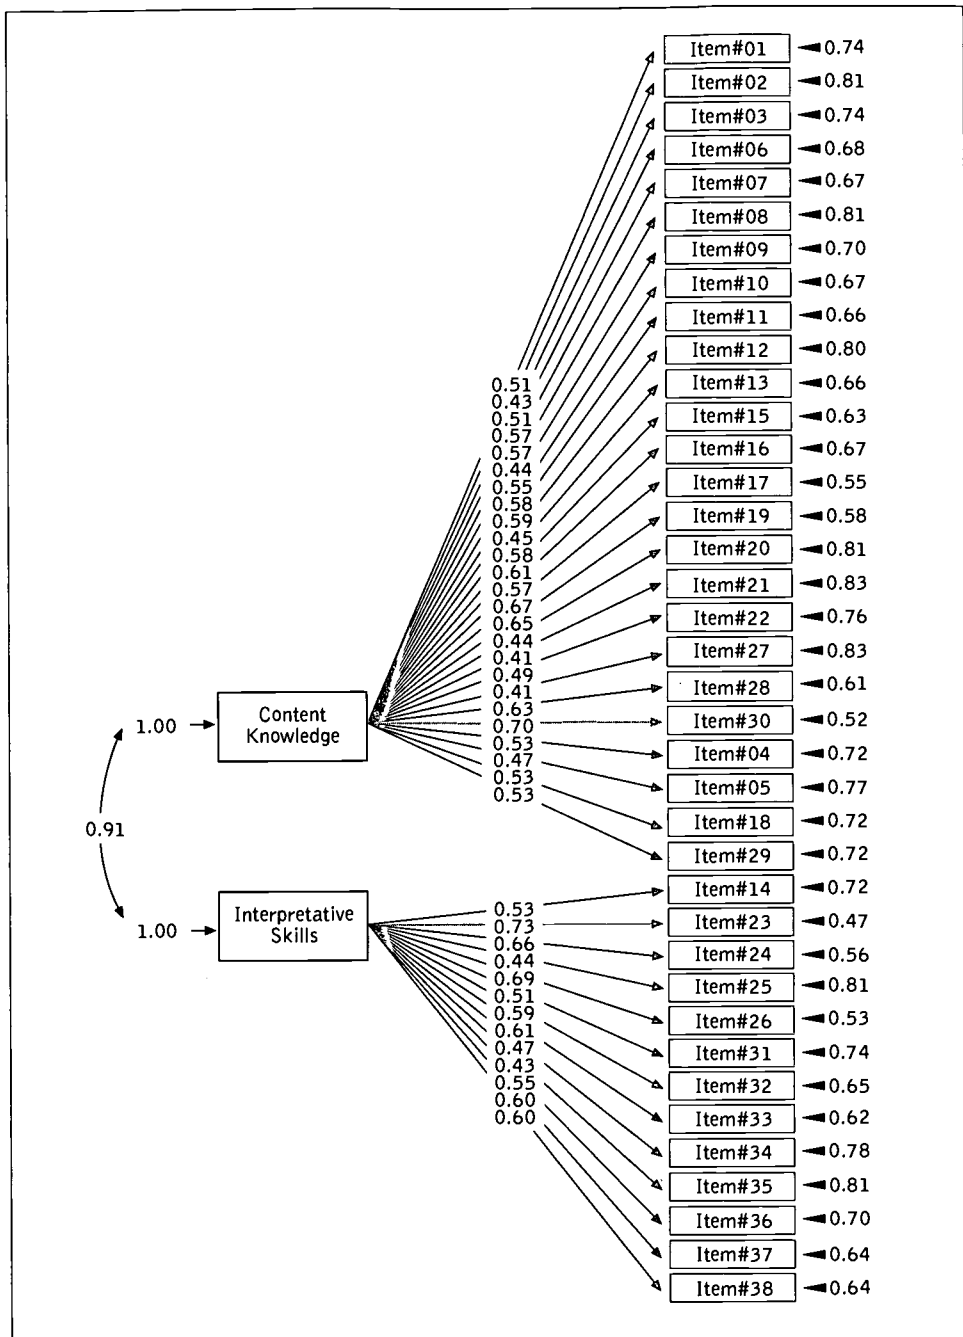 Item#01 0.74
Item#02 0.81
Item#03 0.74
Item#06 0.68
Item#07 0.67
Item#08 0.81
Item#09 0.70
Item#10 0.67
Item#11 0.66
Item#12 0.80
Item#13 0.66
Item#15 0.63
Item#16 0.67
Item#17 0.55
Item#19 0.58
Item#20 0.81
Item#21 0.83
Item#22 0.76
Item#27 0.83
Item#28 0.61
Item#30 0.52
Item#04 0.72
Item#05 0.77
Item#18 0.72
Item#29 0.72
Item#14 0.72
Item#23 0.47
Item#24 0.56
Item#25 0.81
Item#26 0.53
Item#31 0.74
Item#32 0.65
Item#33 0.62
Item#34 0.78
Item#35 0.81
Item#36 0.70
Item#37 0.64
Item#38 0.64
0.51
0.43
0.51
0.57
0.57
0.44
0.55
0.58
0.59
0.45
0.58
0.61
0.57
0.67
0.65
0.44
0.41
0.49
0.41
0.63
0.70
0.53
0.47
0.53
0.53
1.00
Content
Knowledge
0.91
1.00
Interpretative
Skills
0.53
0.73
0.66
0.44
0.69
0.51
0.59
0.61
0.47
0.43
0.55
0.60
0.60